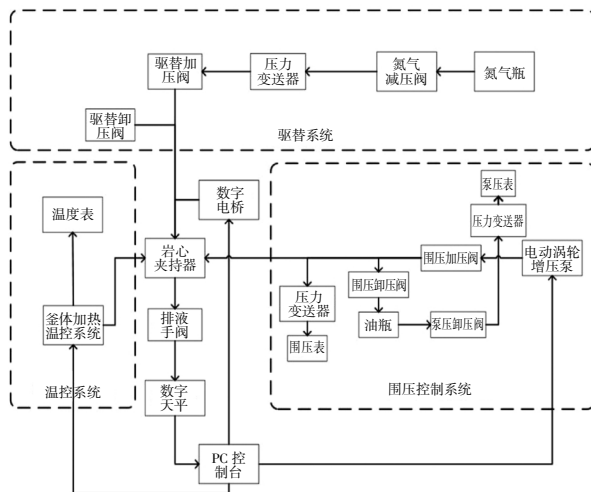 驱替加
压阀
压力
变送器
氮气
减压阀
氮气瓶
驱替卸
压阀
驱替系统
温度表
数字
电桥
泵压表
压力变送器
岩心
夹持器
围压加压阀
电动涡轮
增压泵
围压卸压阀
压力
变送器
釜体加热
温控系统
排液
手阀
油瓶
泵压卸压阀
围压表
温控系统
数字
天平
围压控制系统
PC 控
制台